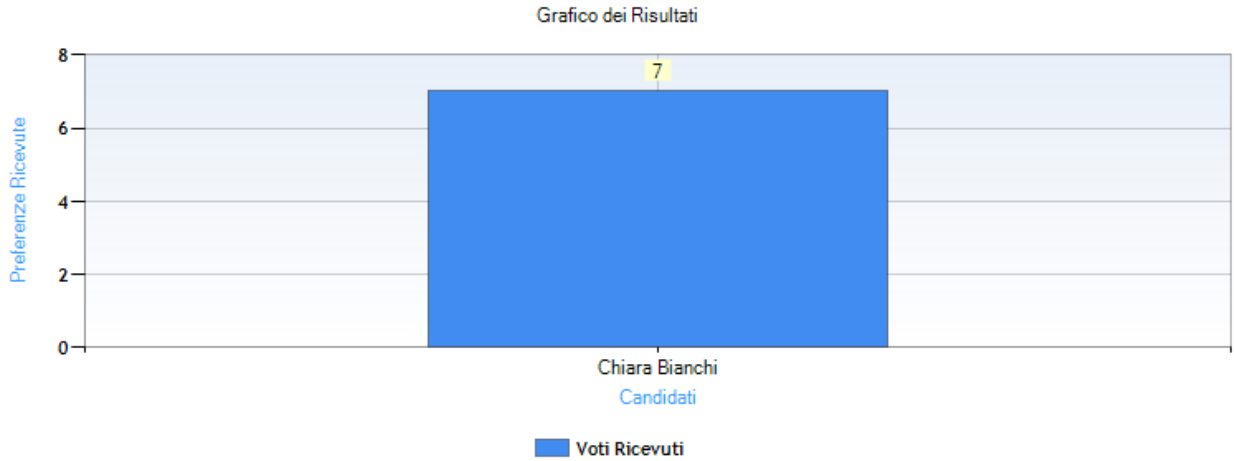 Grafico dei Risultati
8
7
6
4
2
0
Preferenze Ricevute
Chiara Bianchi
Candidati
Voti Ricevuti